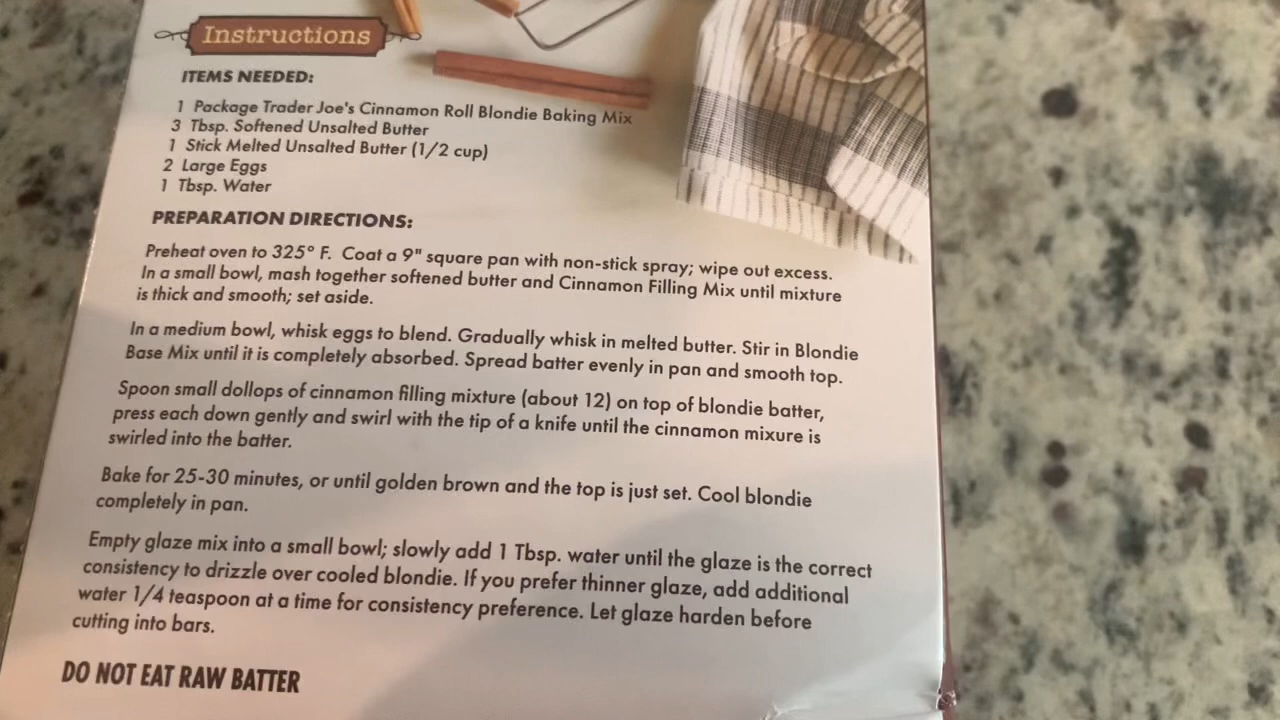 Instructions
ITEMS NEEDED:
1 Package Trader Joe's Cinnamon Roll Blondie Baking Mix
3 Tbsp. Softened Unsalted Butter
1 Stick Melted Unsalted Butter (1/2 cup)
2 Large Eggs
1 Tbsp. Water
PREPARATION DIRECTIONS:
Preheat oven to 325° F. Coat a 9" square pan with non-stick spray; wipe out excess.
In a small bowl, mash together softened butter and Cinnamon Filling Mix until mixture
is thick and smooth; set aside.
In a medium bowl, whisk eggs to blend. Gradually whisk in melted butter. Stir in Blondie
Base Mix until it is completely absorbed. Spread batter evenly in pan and smooth top.
Spoon small dollops of cinnamon filling mixture (about 12) on top of blondie batter,
press each down gently and swirl with the tip of a knife until the cinnamon mixure is
swirled into the batter.
Bake for 25-30 minutes, or until golden brown and the top is just set. Cool blondie
completely in pan.
Empty glaze mix into a small bowl; slowly add 1 Tbsp. water until the glaze is the correct
consistency to drizzle over cooled blondie. If you prefer thinner glaze, add additional
water 1/4 teaspoon at a time for consistency preference. Let glaze harden before
cutting into bars.
DO NOT EAT RAW BATTER